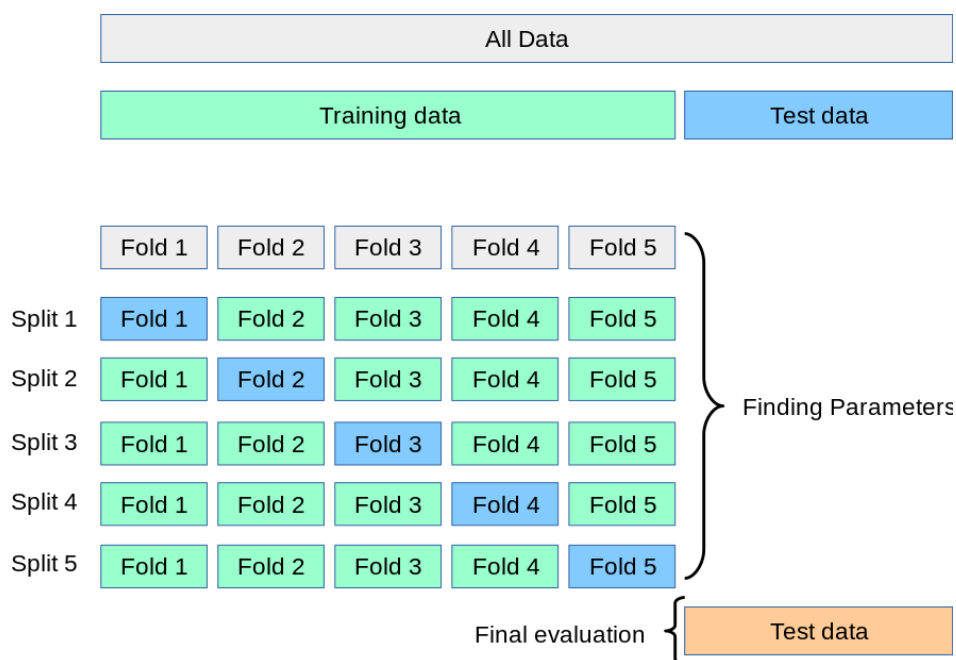 All Data
Training data Test data
Fold 1 Fold 2 Fold 3 Fold 4 Fold 5
Split 1 Fold 1 Fold 2 Fold 3 Fold 4 Fold 5
Split 2 Fold 1 Fold 2 Fold 3 Fold 4 Fold 5
Finding Parameters
Split 3 Fold 1 Fold 2 Fold 3 Fold 4 Fold 5
Split 4 Fold 1 Fold 2 Fold 3 Fold 4 Fold 5
Split 5 Fold 1 Fold 2 Fold 3 Fold 4 Fold 5
Final evaluation Test data